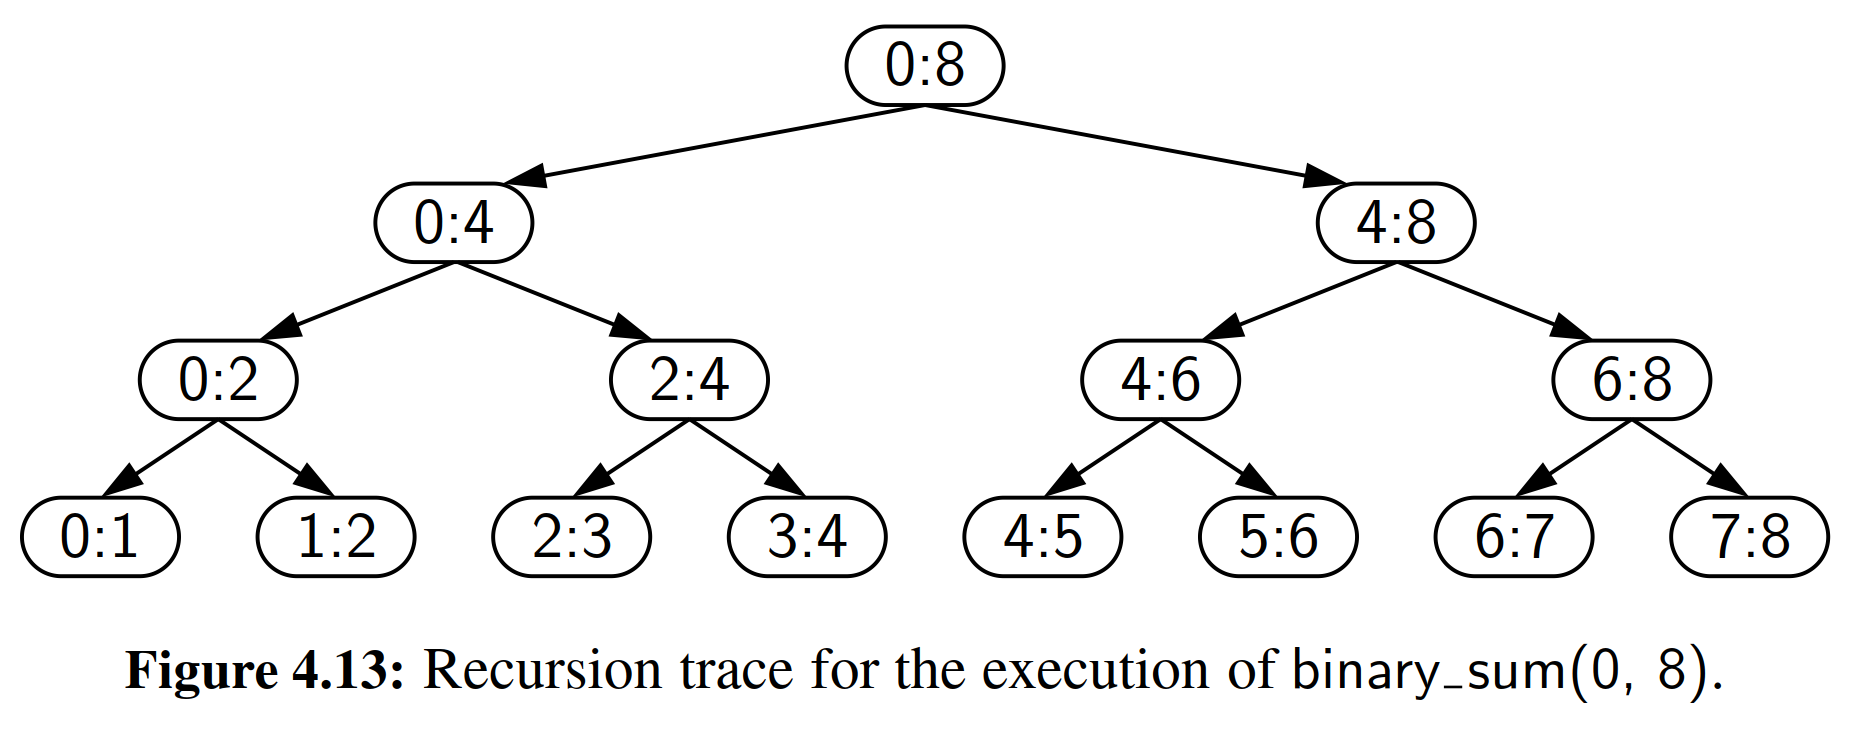 0:8
0:4 4:8
0:2 2:4 4:6 6:8
0:1 1:2 2:3 3:4 4:5 5:6 6:7 7:8
Figure 4.13: Recursion trace for the execution of binary_sum(0, 8).